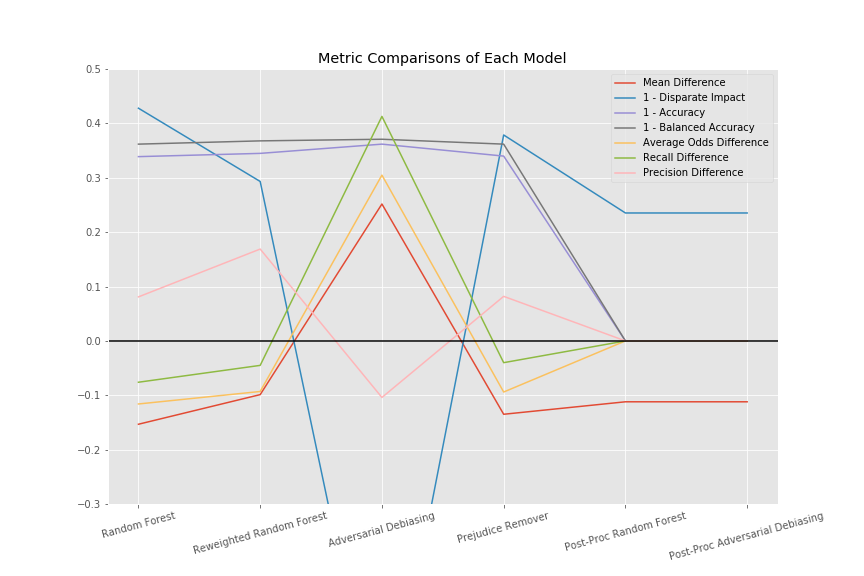 Metric Comparisons of Each Model
0.5
0.4
0.3
0.2
0.1
0.0
−0.1
−0.2
−0.3
Mean Difference
1 - Disparate Impact
1 - Accuracy
1 - Balanced Accuracy
Average Odds Difference
Recall Difference
Precision Difference
Random Forest
Reweighted Random Forest
Adversarial Debiasing
Prejudice Remover
Post-Proc Random Forest
Post-Proc Adversarial Debiasing